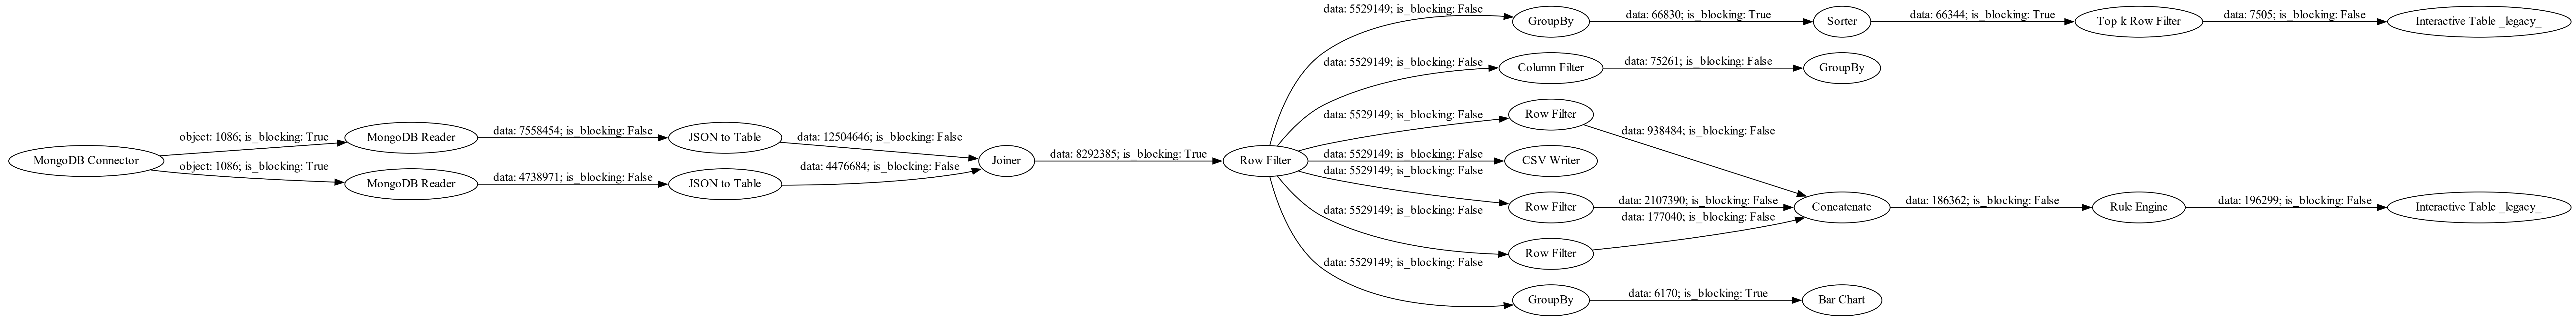 data: 5529149; is_blocking: False
GroupBy
data: 66830; is_blocking: True
Sorter
data: 66344; is_blocking: True
Top k Row Filter
data: 7505; is_blocking: False
Interactive Table _legacy_
data: 5529149; is_blocking: False
Column Filter
data: 75261; is_blocking: False
GroupBy
data: 5529149; is_blocking: False
Row Filter
data: 938484; is_blocking: False
object: 1086; is_blocking: True
MongoDB Reader
data: 7558454; is_blocking: False
JSON to Table
data: 12504646; is_blocking: False
MongoDB Connector
object: 1086; is_blocking: True
MongoDB Reader
data: 4738971; is_blocking: False
JSON to Table
data: 4476684; is_blocking: False
Joiner
data: 8292385; is_blocking: True
Row Filter
data: 5529149; is_blocking: False
CSV Writer
data: 5529149; is_blocking: False
Row Filter
data: 2107390; is_blocking: False
Concatenate
data: 186362; is_blocking: False
Rule Engine
data: 196299; is_blocking: False
Interactive Table _legacy_
data: 5529149; is_blocking: False
Row Filter
data: 177040; is_blocking: False
data: 5529149; is_blocking: False
GroupBy
data: 6170; is_blocking: True
Bar Chart